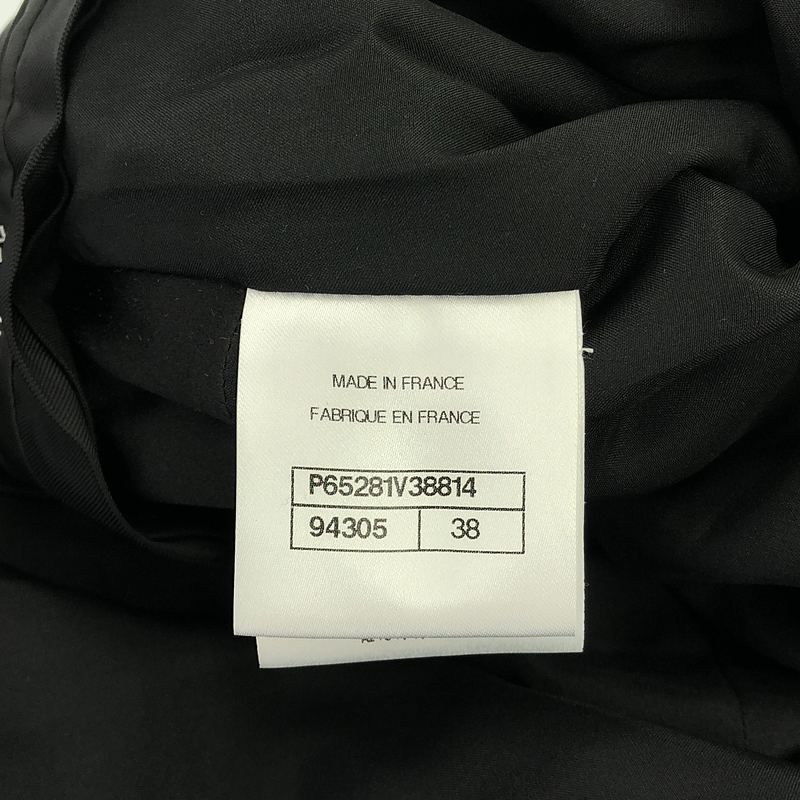 MADE IN FRANCE
FABRIQUE EN FRANCE
P65281V38814
94305 38